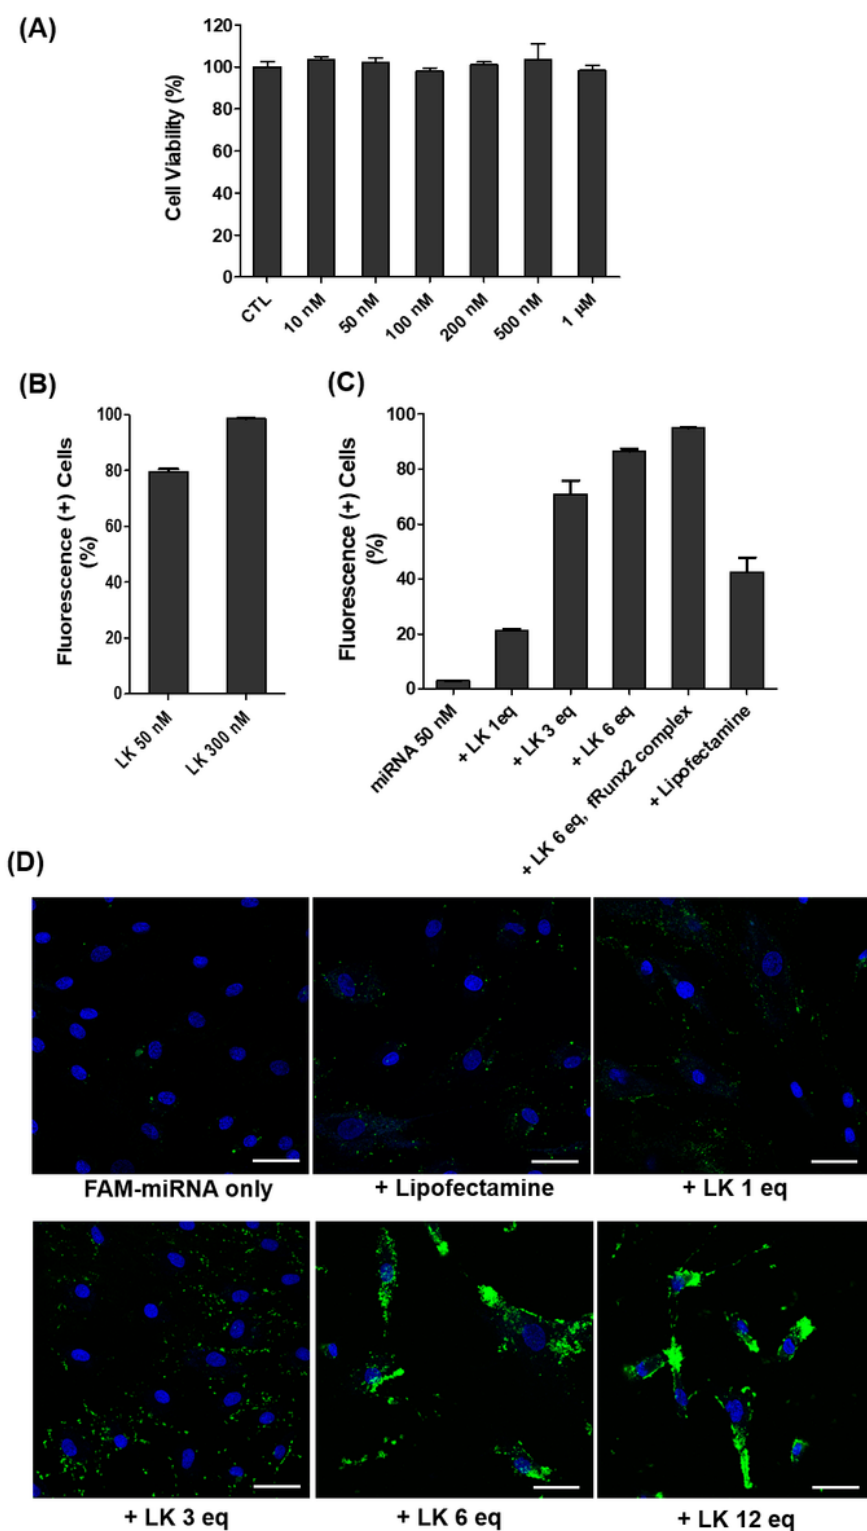 (A)
Cell Viability (%)
120
100
80
60
40
20
0
CTL
10 nM
50 nM
100 nM
200 nM
500 nM
1 µM
(B)
Fluorescence (+) Cells
(%)
100
80
60
40
20
0
LK 50 nM
LK 300 nM
(C)
Fluorescence (+) Cells
(%)
100
80
60
40
20
0
miRNA 50 nM
+ LK 1eq
+ LK 3 eq
+ LK 6 eq
+ LK 6 eq, fRunx2 complex
+ Lipofectamine
(D)
FAM-miRNA only
+ Lipofectamine
+ LK 1 eq
+ LK 3 eq
+ LK 6 eq
+ LK 12 eq